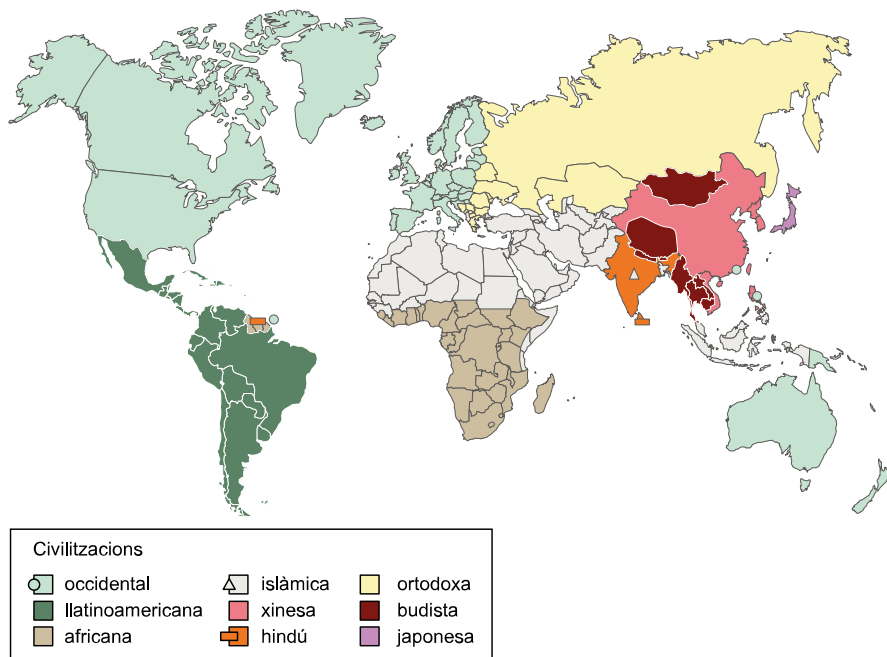 Civilitzacions
occidental
islàmica
ortodoxa
llatinoamericana
xinesa
budista
africana
hindú
japonesa